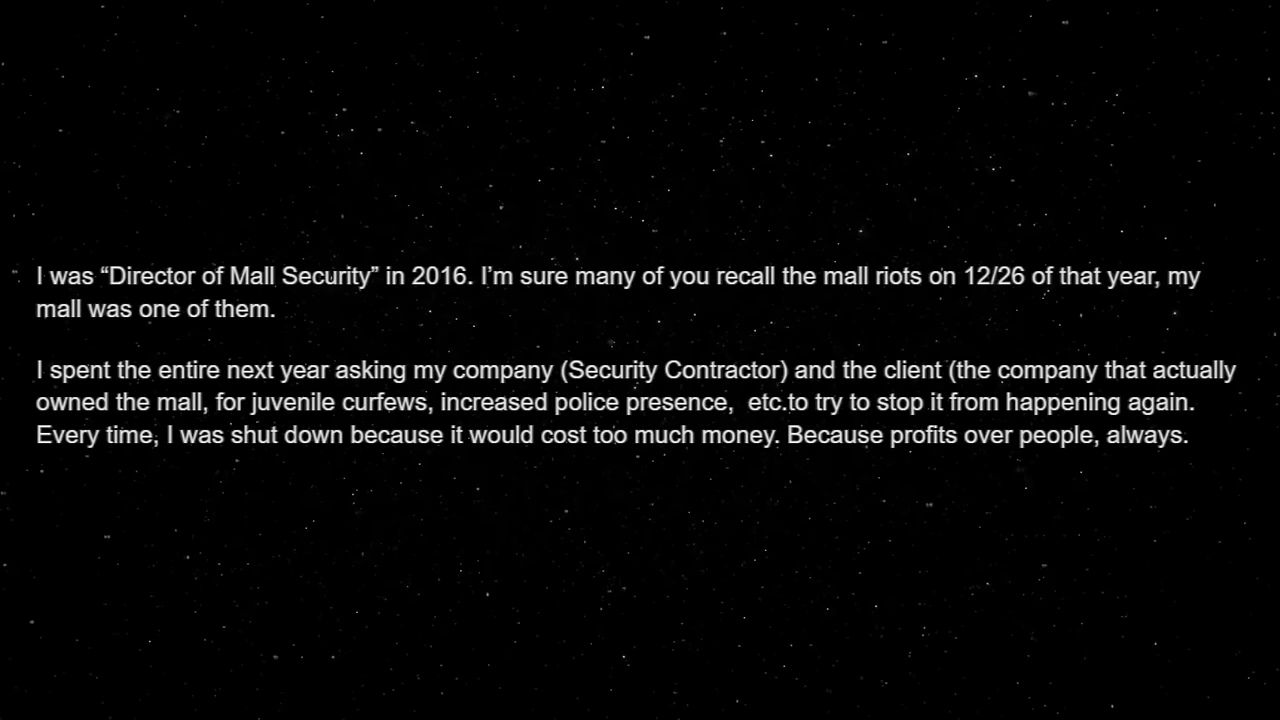 I was “Director of Mall Security” in 2016. I’m sure many of you recall the mall riots on 12/26 of that year, my
mall was one of them.
I spent the entire next year asking my company (Security Contractor) and the client (the company that actually
owned the mall, for juvenile curfews, increased police presence,  etc.to try to stop it from happening again.
Every time, I was shut down because it would cost too much money. Because profits over people, always.